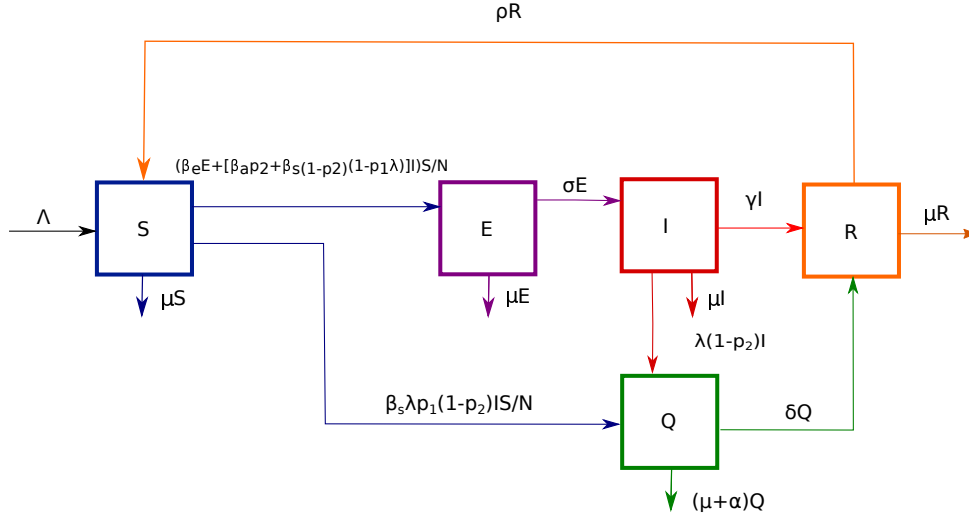 ρR
(βₑE+[βₐp₂+βₛ(1-p2)(1-p₁λ)]I)S/N
σE
γI
μR
Λ
S
E
I
R
μS
μE
μI
λ(1-p₂)I
βₛλp₁(1-p₂)IS/N
Q
δQ
(μ+α)Q